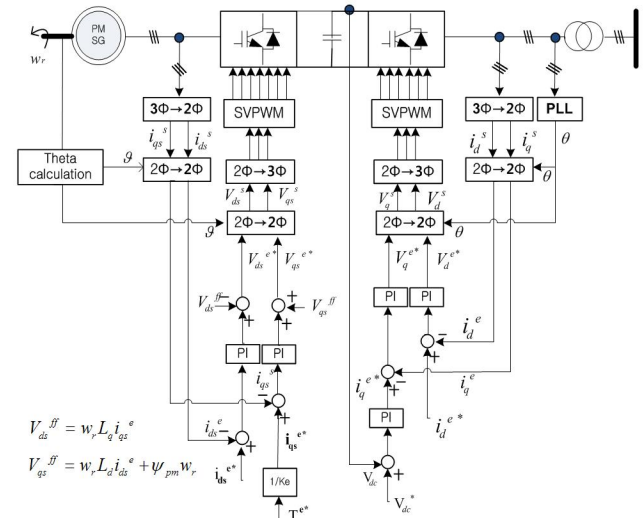 PM
SG
w_r
3Φ→2Φ
i_qs^s
i_ds^s
Theta
calculation
ϑ
2Φ→2Φ
SVPWM
2Φ→3Φ
V_ds^s
V_qs^s
2Φ→2Φ
ϑ
V_ds^e*
V_qs^e*
V_ds^ff
−
+
+
+
V_qs^ff
PI
PI
i_qs^s
−
+
i_ds^e
−
+
i_qs^e*
i_ds^e*
1/Ke
T^e*
V_ds^ff = w_r L_q i_qs^e
V_qs^ff = w_r L_d i_ds^e + ψ_pm w_r
SVPWM
2Φ→3Φ
V_q^s
V_d^s
2Φ→2Φ
θ
V_q^e*
V_d^e*
3Φ→2Φ
PLL
i_d^s
i_q^s
θ
2Φ→2Φ
θ
PI
PI
−
+
i_d^e
i_q^e*
+
−
i_q^e
PI
i_d^e*
−
+
V_dc
V_dc^*